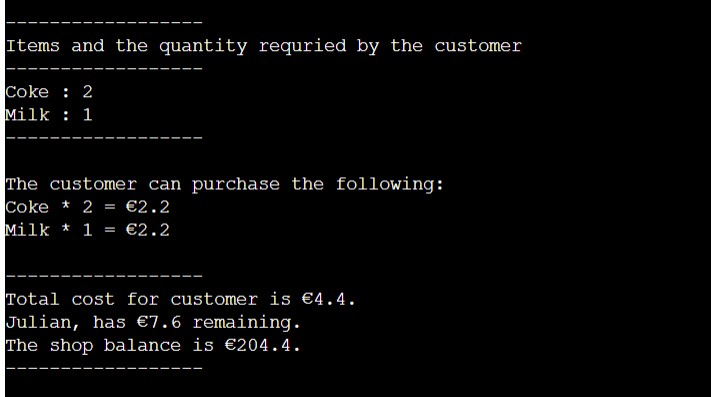 ------------------
Items and the quantity requried by the customer
------------------
Coke : 2
Milk : 1
------------------
The customer can purchase the following:
Coke * 2 = €2.2
Milk * 1 = €2.2
------------------
Total cost for customer is €4.4.
Julian, has €7.6 remaining.
The shop balance is €204.4.
------------------